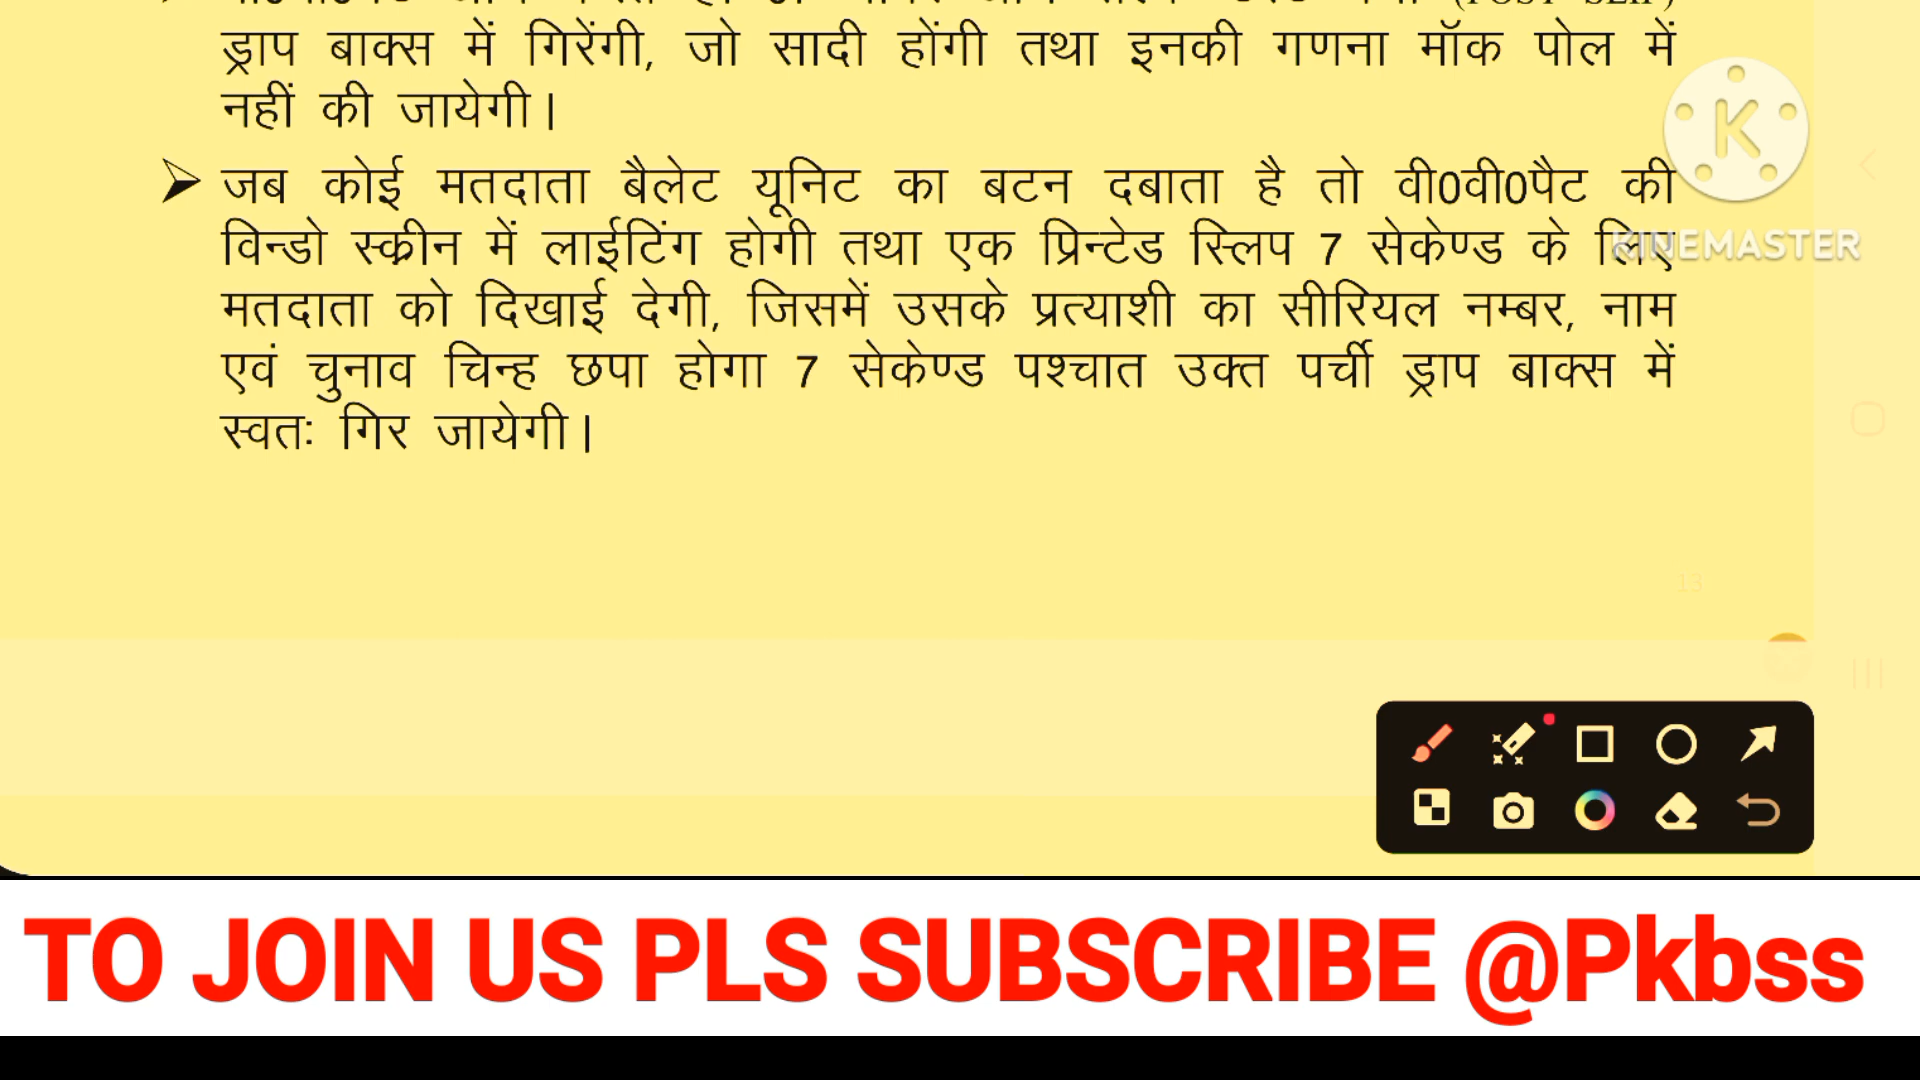 ड्राप बाक्स में गिरेंगी, जो सादी होंगी तथा इनकी गणना मॉक पोल में
नहीं की जायेगी।
➢ जब कोई मतदाता बैलेट यूनिट का बटन दबाता है तो वी0वी0पैट की
विन्डो स्क्रीन में लाईटिंग होगी तथा एक प्रिन्टेड स्लिप 7 सेकेण्ड के लिए
मतदाता को दिखाई देगी, जिसमें उसके प्रत्याशी का सीरियल नम्बर, नाम
एवं चुनाव चिन्ह छपा होगा 7 सेकेण्ड पश्चात उक्त पर्ची ड्राप बाक्स में
स्वतः गिर जायेगी।
K
KINEMASTER
13
TO JOIN US PLS SUBSCRIBE @Pkbss